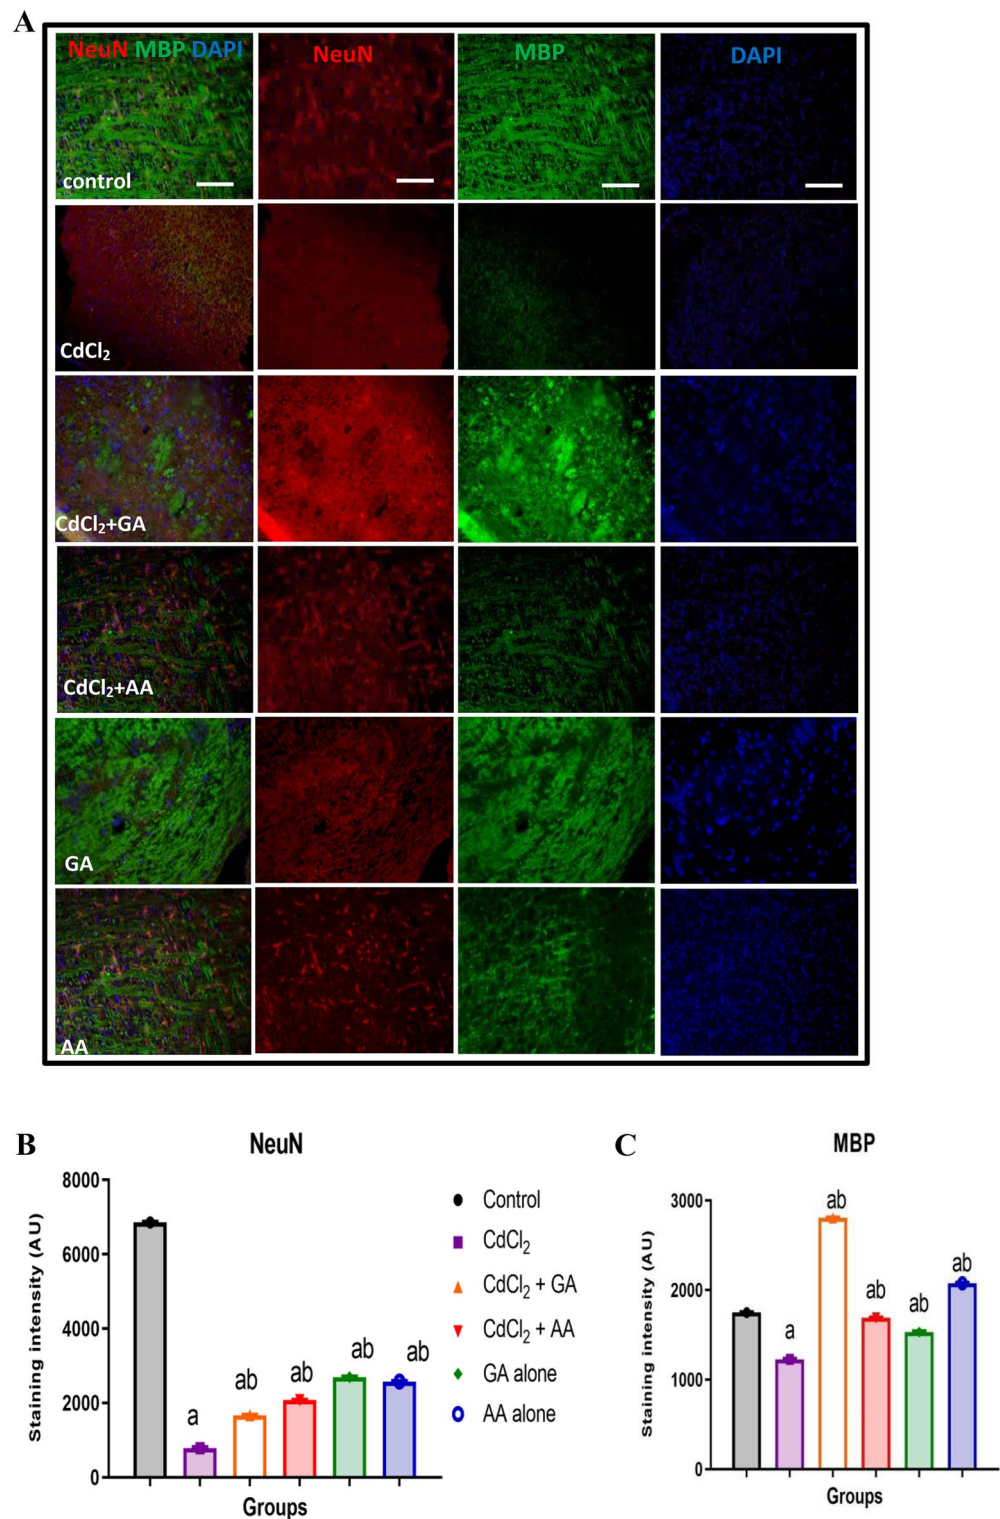 A
NeuN MBP DAPI
NeuN
MBP
DAPI
control
CdCl₂
CdCl₂+GA
CdCl₂+AA
GA
AA
B
NeuN
Staining intensity (AU)
8000
6000
4000
2000
0
a
ab
ab
ab
ab
Groups
Control
CdCl₂
CdCl₂ + GA
CdCl₂ + AA
GA alone
AA alone
C
MBP
Staining intensity (AU)
3000
2000
1000
0
a
ab
ab
ab
ab
Groups